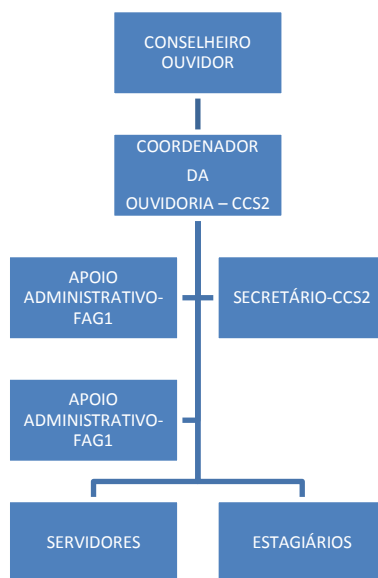 CONSELHEIRO
OUVIDOR
COORDENADOR
DA
OUVIDORIA – CCS2
APOIO
ADMINISTRATIVO-
FAG1
SECRETÁRIO-CCS2
APOIO
ADMINISTRATIVO-
FAG1
SERVIDORES
ESTAGIÁRIOS